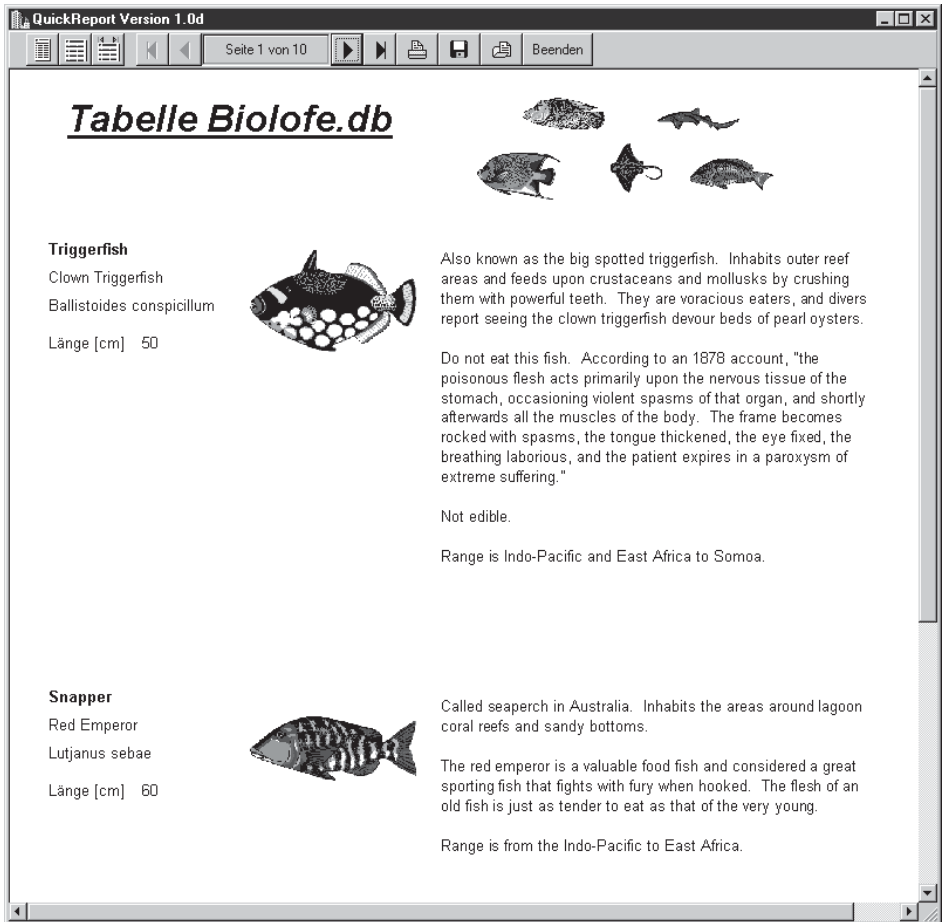 QuickReport Version 1.0d
Seite 1 von 10
Beenden
Tabelle Biolofe.db
Triggerfish
Clown Triggerfish
Ballistoides conspicillum
Länge [cm] 50
Also known as the big spotted triggerfish. Inhabits outer reef
areas and feeds upon crustaceans and mollusks by crushing
them with powerful teeth. They are voracious eaters, and divers
report seeing the clown triggerfish devour beds of pearl oysters.
Do not eat this fish. According to an 1878 account, "the
poisonous flesh acts primarily upon the nervous tissue of the
stomach, occasioning violent spasms of that organ, and shortly
afterwards all the muscles of the body. The frame becomes
rocked with spasms, the tongue thickened, the eye fixed, the
breathing laborious, and the patient expires in a paroxysm of
extreme suffering."
Not edible.
Range is Indo-Pacific and East Africa to Somoa.
Snapper
Red Emperor
Lutjanus sebae
Länge [cm] 60
Called seaperch in Australia. Inhabits the areas around lagoon
coral reefs and sandy bottoms.
The red emperor is a valuable food fish and considered a great
sporting fish that fights with fury when hooked. The flesh of an
old fish is just as tender to eat as that of the very young.
Range is from the Indo-Pacific to East Africa.